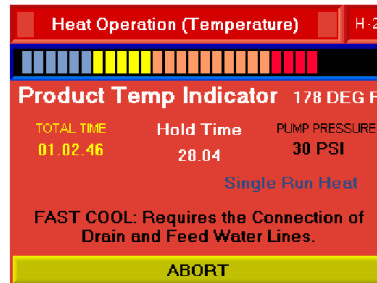 Heat Operation (Temperature) H-2
Product Temp Indicator 178 DEG F
TOTAL TIME Hold Time PUMP PRESSURE
01.02.46 28.04 30 PSI
Single Run Heat
FAST COOL: Requires the Connection of
Drain and Feed Water Lines.
ABORT